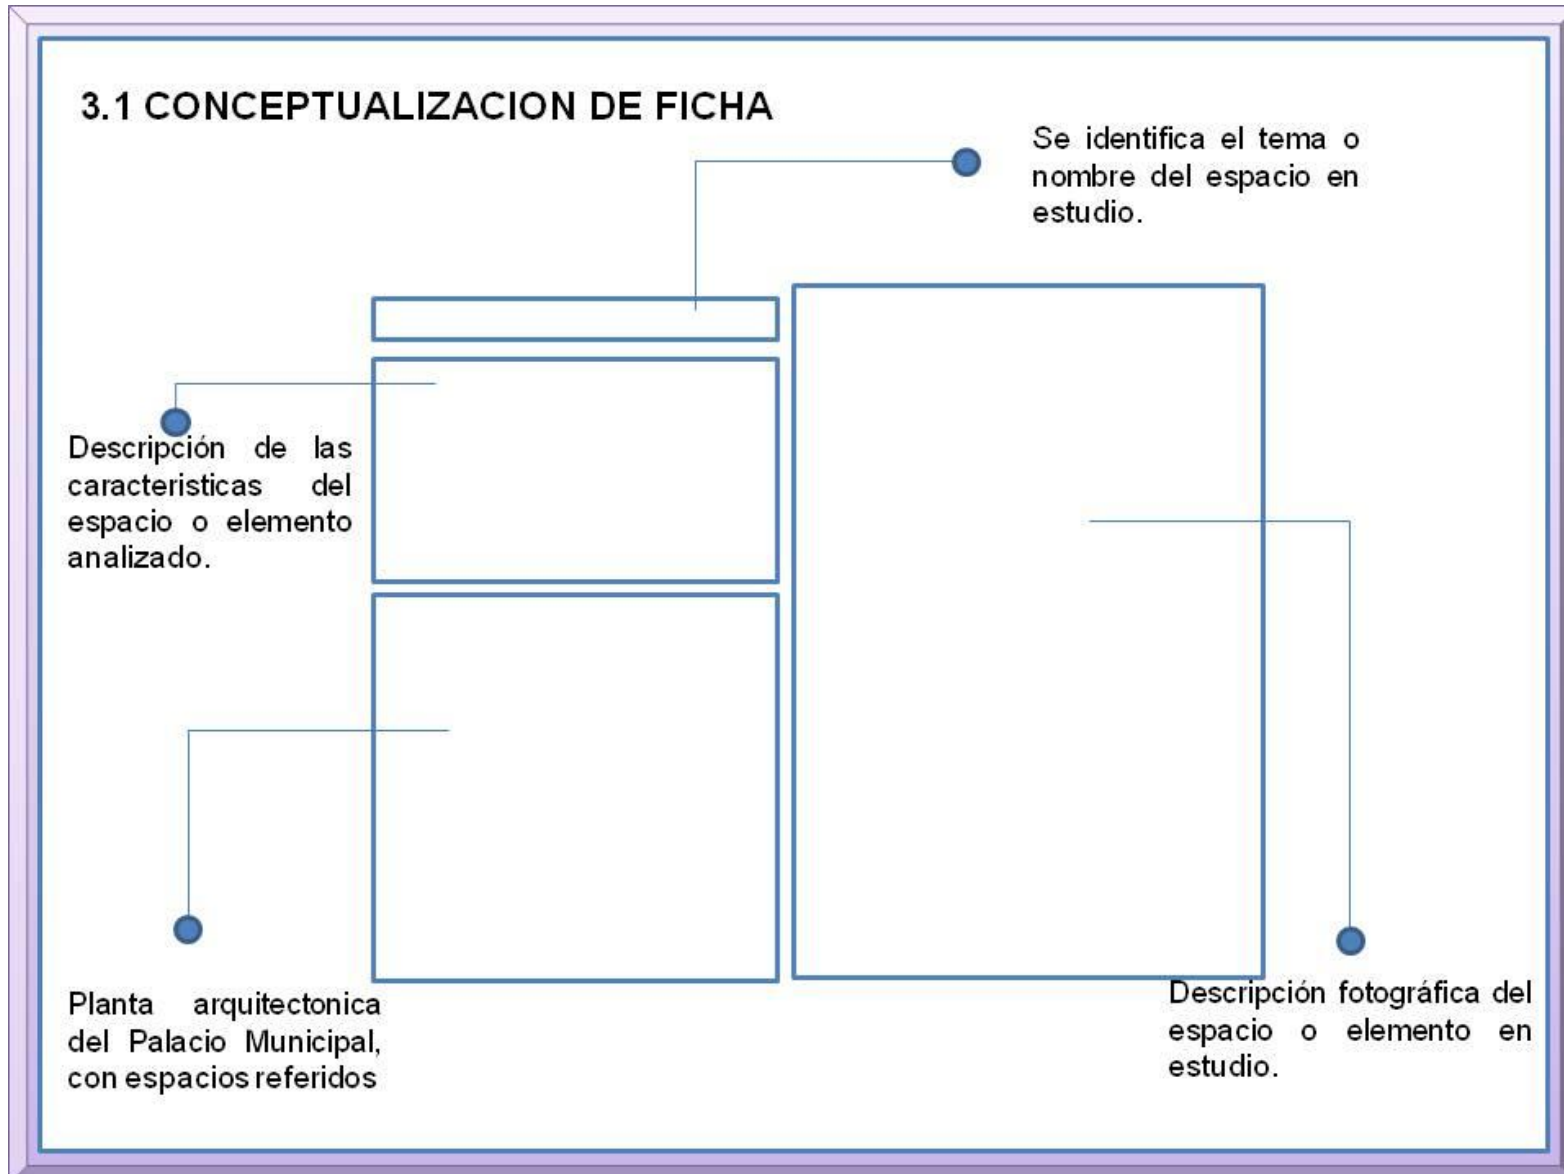 3.1 CONCEPTUALIZACION DE FICHA
Se identifica el tema o
nombre del espacio en
estudio.
Descripción de las
caracteristicas del
espacio o elemento
analizado.
Planta arquitectonica
del Palacio Municipal,
con espacios referidos
Descripción fotográfica del
espacio o elemento en
estudio.